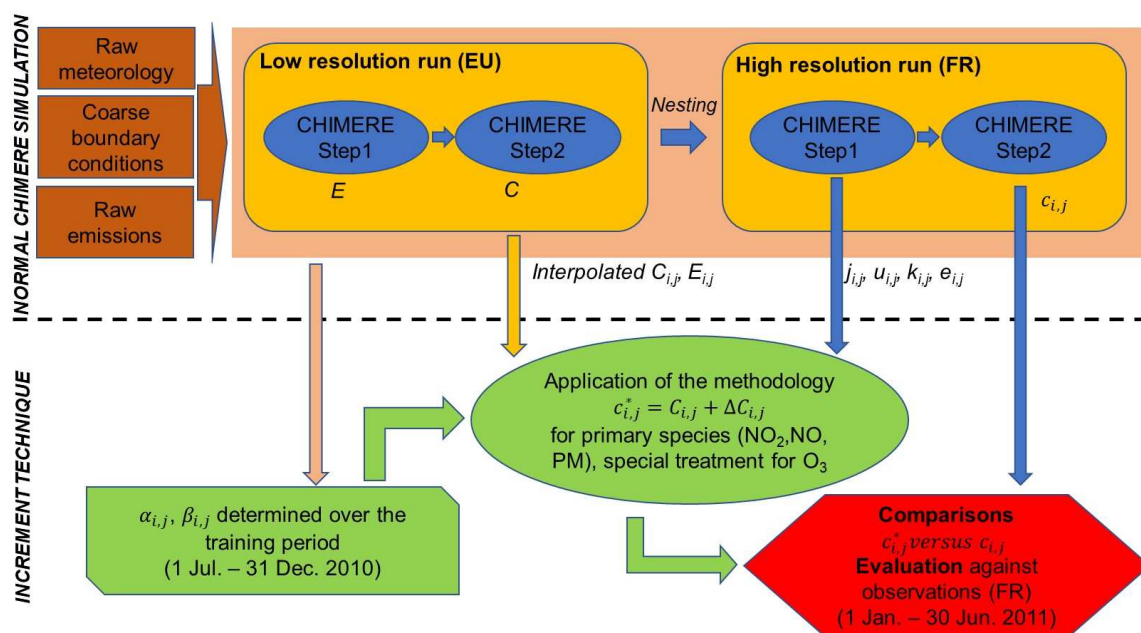 NORMAL CHIMERE SIMULATION
Raw
meteorology
Coarse
boundary
conditions
Raw
emissions
Low resolution run (EU)
CHIMERE
Step1
CHIMERE
Step2
E
C
Nesting
High resolution run (FR)
CHIMERE
Step1
CHIMERE
Step2
c_{i,j}
Interpolated C_{i,j}, E_{i,j}
j_{i,j}, u_{i,j}, k_{i,j}, e_{i,j}
INCREMENT TECHNIQUE
Application of the methodology
c^*_{i,j} = C_{i,j} + ΔC_{i,j}
for primary species (NO₂,NO,
PM), special treatment for O₃
α_{i,j}, β_{i,j} determined over the
training period
(1 Jul. – 31 Dec. 2010)
Comparisons
c^*_{i,j} versus c_{i,j}
Evaluation against
observations (FR)
(1 Jan. – 30 Jun. 2011)